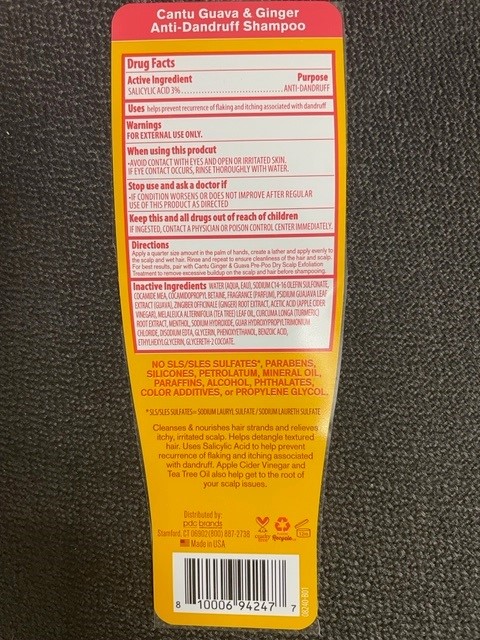 Cantu Guava & Ginger
Anti-Dandruff Shampoo
Drug Facts
Active Ingredient Purpose
SALICYLIC ACID 3%..............................ANTI-DANDRUFF
Uses helps prevent recurrence of flaking and itching associated with dandruff
Warnings
FOR EXTERNAL USE ONLY.
When using this prodcut
•AVOID CONTACT WITH EYES AND OPEN OR IRRITATED SKIN.
IF EYE CONTACT OCCURS, RINSE THOROUGHLY WITH WATER.
Stop use and ask a doctor if
•IF CONDITION WORSENS OR DOES NOT IMPROVE AFTER REGULAR
USE OF THIS PRODUCT AS DIRECTED
Keep this and all drugs out of reach of children
IF INGESTED, CONTACT A PHYSICIAN OR POISON CONTROL CENTER IMMEDIATELY.
Directions
Apply a quarter size amount in the palm of hands, create a lather and apply evenly to
the scalp and wet hair. Rinse and repeat to ensure cleanliness of the hair and scalp.
For best results, pair with Cantu Ginger & Guava Pre-Poo Dry Scalp Exfoliation
Treatment to remove excessive buildup on the scalp and hair before shampooing.
Inactive Ingredients WATER (AQUA, EAU), SODIUM C14-16 OLEFIN SULFONATE,
COCAMIDE MEA, COCAMIDOPROPYL BETAINE, FRAGRANCE (PARFUM), PSIDIUM GUAJAVA LEAF
EXTRACT (GUAVA), ZINGIBER OFFICINALE (GINGER) ROOT EXTRACT, ACETIC ACID (APPLE CIDER
VINEGAR), MELALEUCA ALTERNIFOLIA (TEA TREE) LEAF OIL, CURCUMA LONGA (TURMERIC)
ROOT EXTRACT, MENTHOL, SODIUM HYDROXIDE, GUAR HYDROXYPROPYLTRIMONIUM
CHLORIDE, DISODIUM EDTA, GLYCERIN, PHENOXYETHANOL, BENZOIC ACID,
ETHYLHEXYLGLYCERIN, GLYCERETH-2 COCOATE.
NO SLS/SLES SULFATES*, PARABENS,
SILICONES, PETROLATUM, MINERAL OIL,
PARAFFINS, ALCOHOL, PHTHALATES,
COLOR ADDITIVES, or PROPYLENE GLYCOL.
* SLS/SLES SULFATES= SODIUM LAURYL SULFATE / SODIUM LAURETH SULFATE
Cleanses & nourishes hair strands and relieves
itchy, irritated scalp. Helps detangle textured
hair. Uses Salicylic Acid to help prevent
recurrence of flaking and itching associated
with dandruff. Apple Cider Vinegar and
Tea Tree Oil also help get to the root of
your scalp issues.
Distributed by:
pdc brands
Stamford, CT 06902 (800) 887-2738
Made in USA
8 10006 94247 7